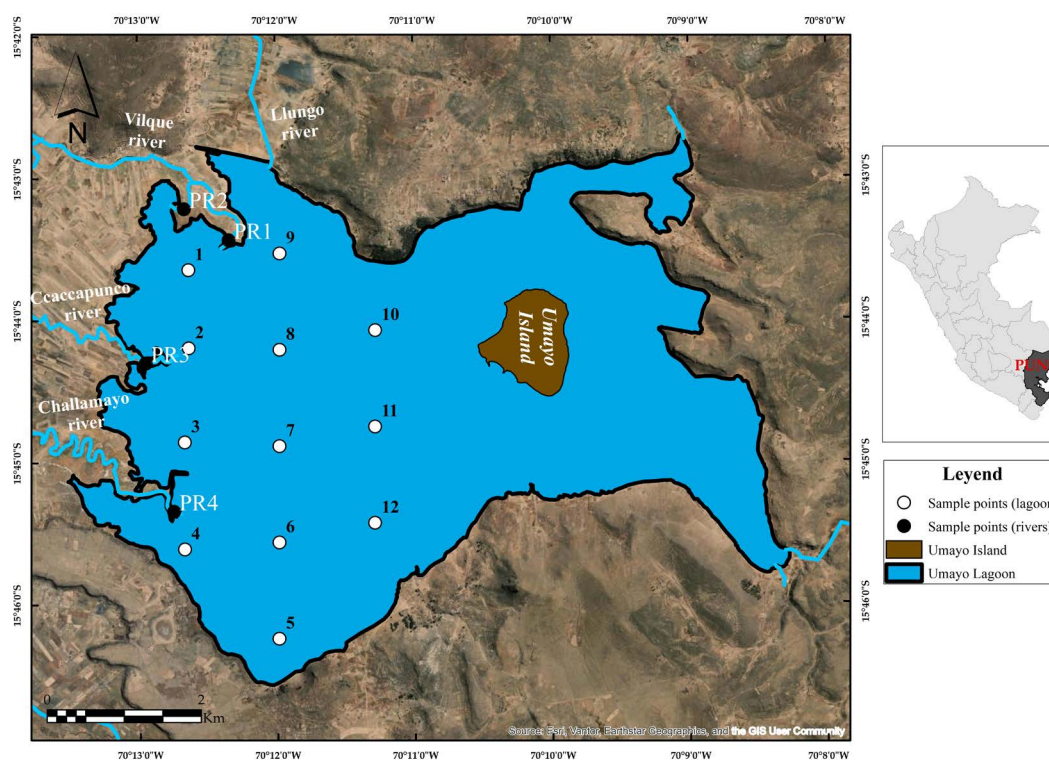 70°13'0"W
70°12'0"W
70°11'0"W
70°10'0"W
70°9'0"W
70°8'0"W
15°42'0"S
15°43'0"S
15°44'0"S
15°45'0"S
15°46'0"S
15°42'0"S
15°43'0"S
15°44'0"S
15°45'0"S
15°46'0"S
N
Vilque
river
Llungo
river
PR2
PR1
9
1
Ccaccapunco
river
2
8
10
PR3
Umayo
Island
Challamayo
river
3
7
11
PR4
4
6
12
5
0
2
Km
Source: Esri, Vantor, Earthstar Geographics, and the GIS User Community
70°13'0"W
70°12'0"W
70°11'0"W
70°10'0"W
70°9'0"W
70°8'0"W
PUN
Leyend
Sample points (lagoon
Sample points (rivers)
Umayo Island
Umayo Lagoon